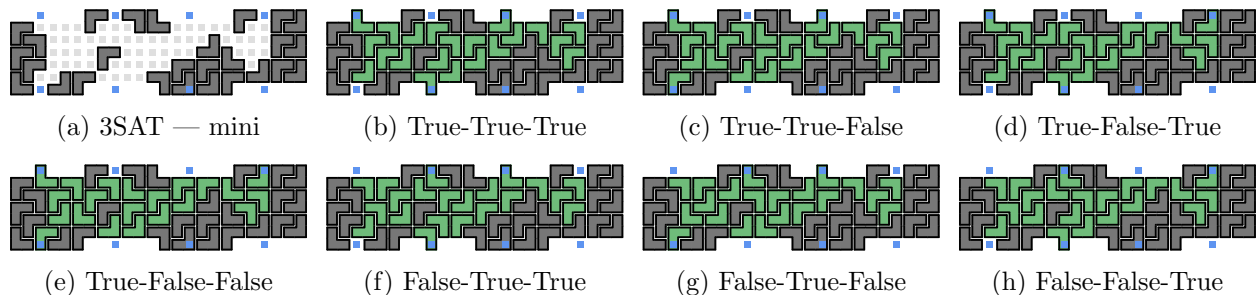 (a) 3SAT — mini
(b) True-True-True
(c) True-True-False
(d) True-False-True
(e) True-False-False
(f) False-True-True
(g) False-True-False
(h) False-False-True